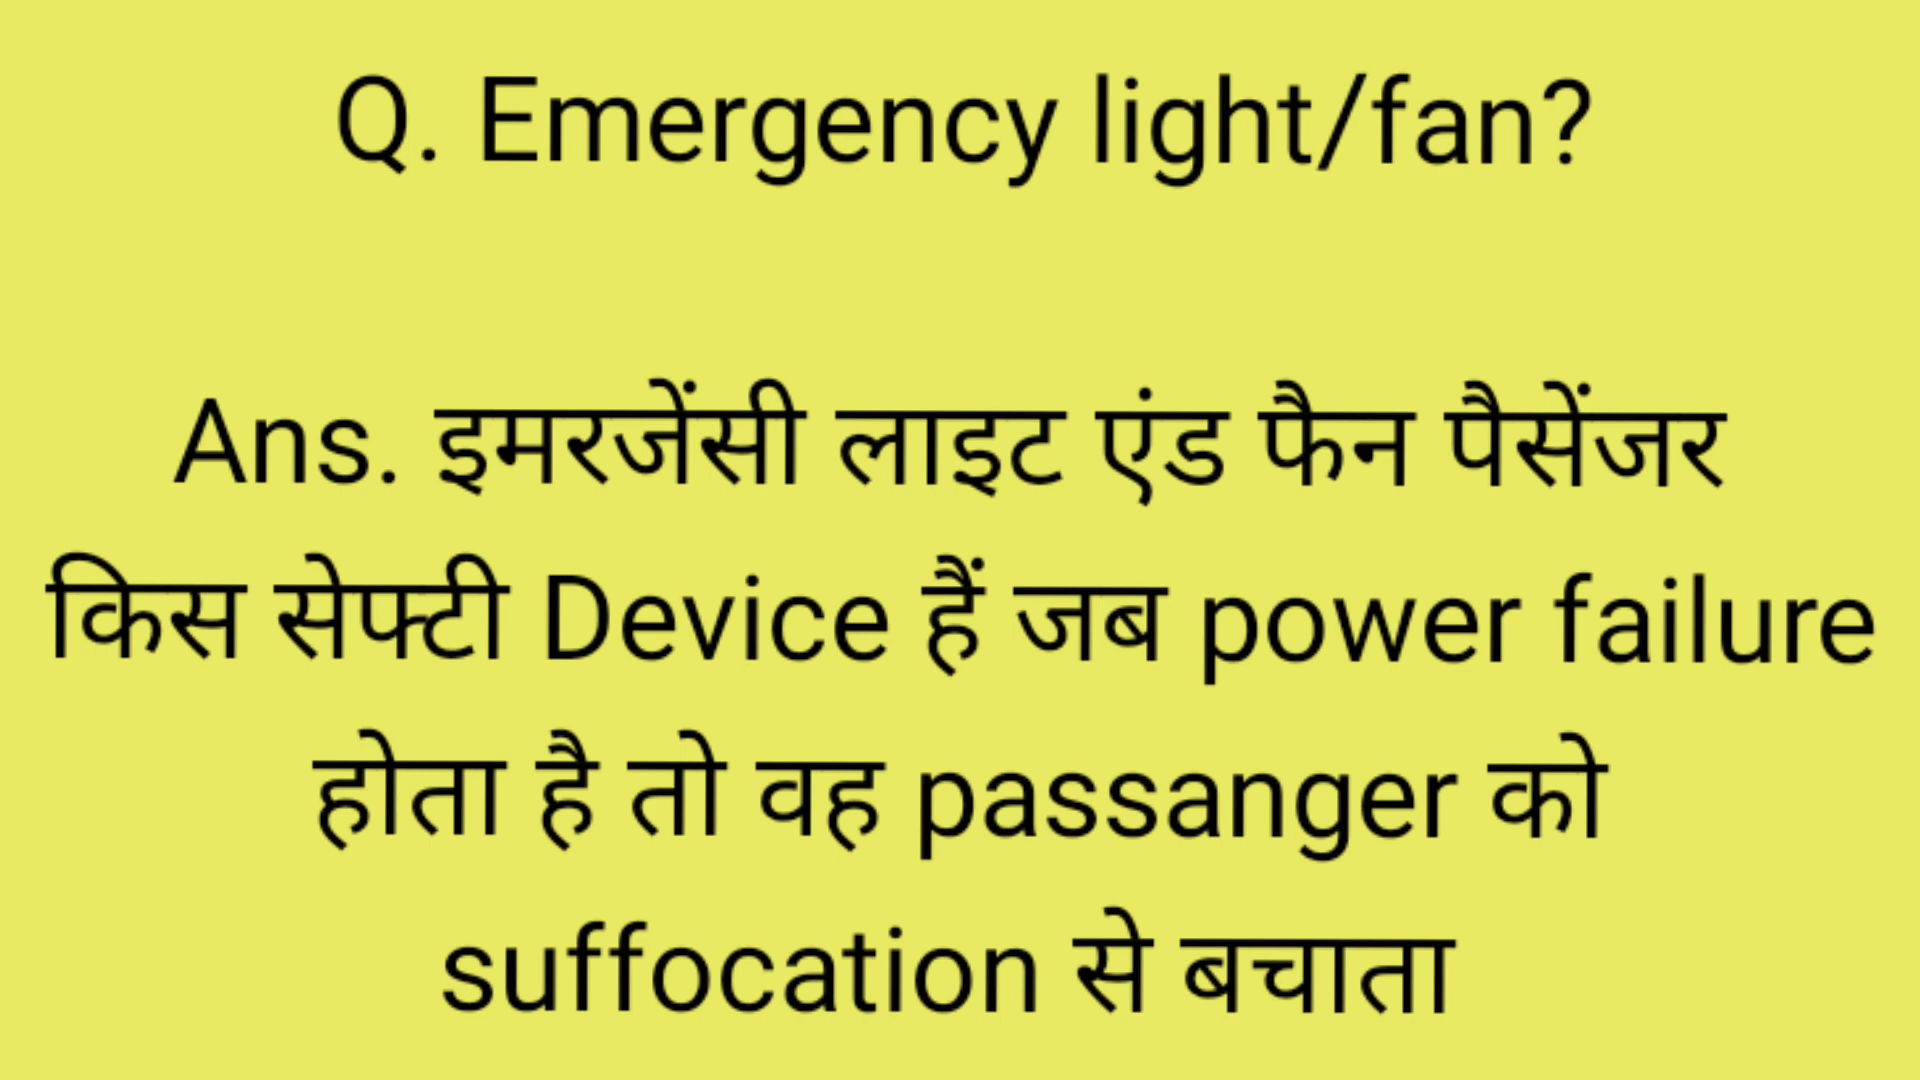 Q. Emergency light/fan?
Ans. इमरजेंसी लाइट एंड फैन पैसेंजर
किस सेफ्टी Device हैं जब power failure
होता है तो वह passanger को
suffocation से बचाता